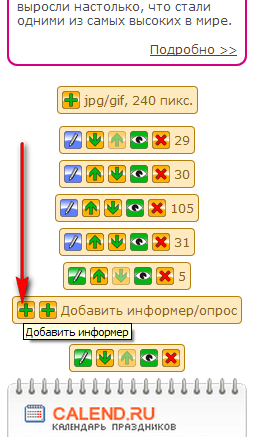 выросли настолько, что стали
одними из самых высоких в мире.
Подробно >>
jpg/gif, 240 пикс.
29
30
105
31
5
Добавить информер/опрос
Добавить информер
CALEND.RU
КАЛЕНДАРЬ ПРАЗДНИКОВ